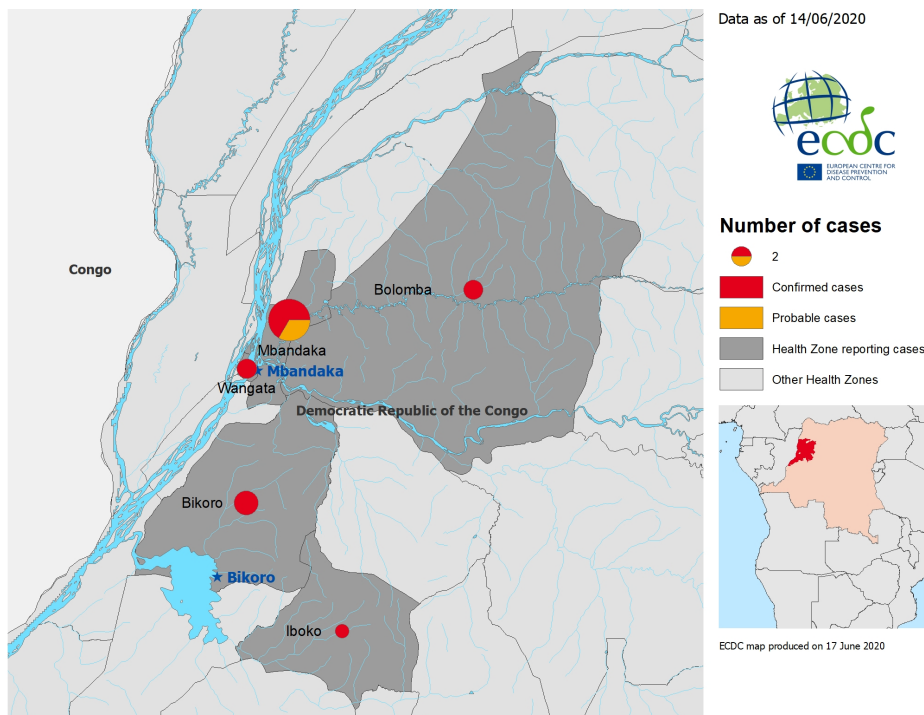 Data as of 14/06/2020
ecdc
EUROPEAN CENTRE FOR
DISEASE PREVENTION
AND CONTROL
Number of cases
2
Confirmed cases
Probable cases
Health Zone reporting cases
Other Health Zones
Congo
Bolomba
Mbandaka
Mbandaka
Wangata
Democratic Republic of the Congo
Bikoro
Bikoro
Iboko
ECDC map produced on 17 June 2020